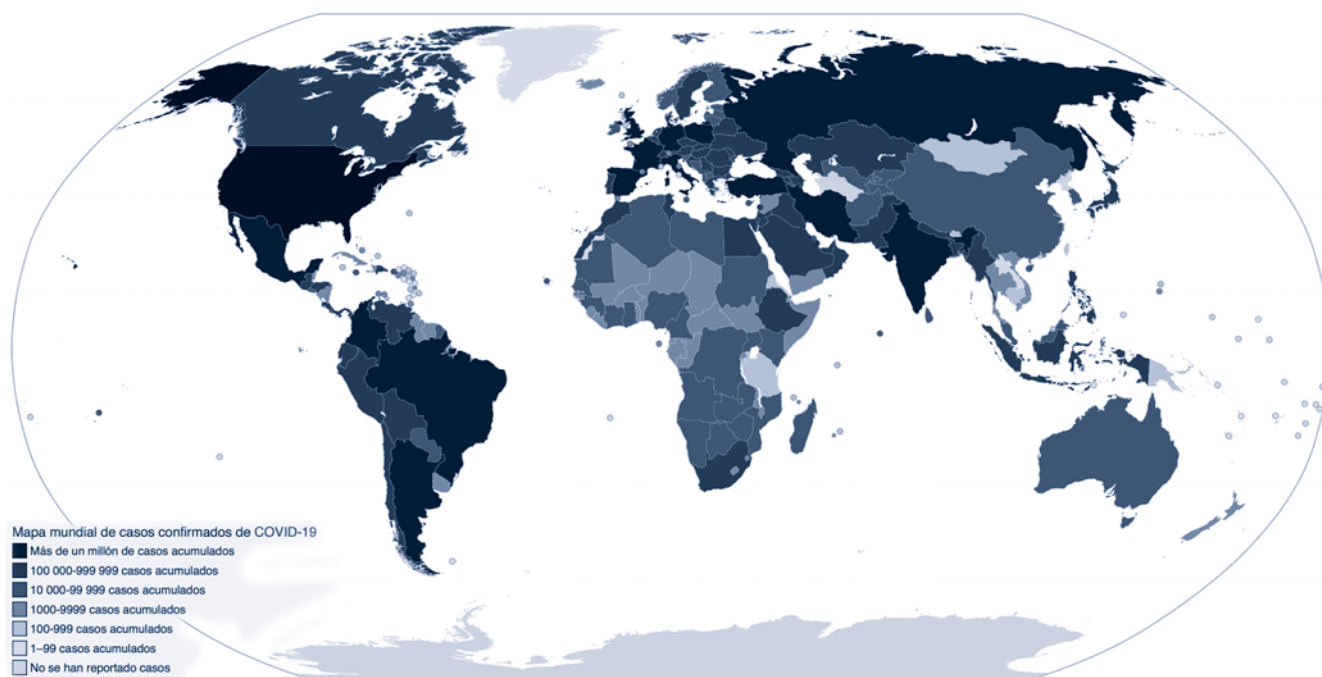 Mapa mundial de casos confirmados de COVID-19
Más de un millón de casos acumulados
100 000-999 999 casos acumulados
10 000-99 999 casos acumulados
1000-9999 casos acumulados
100-999 casos acumulados
1–99 casos acumulados
No se han reportado casos